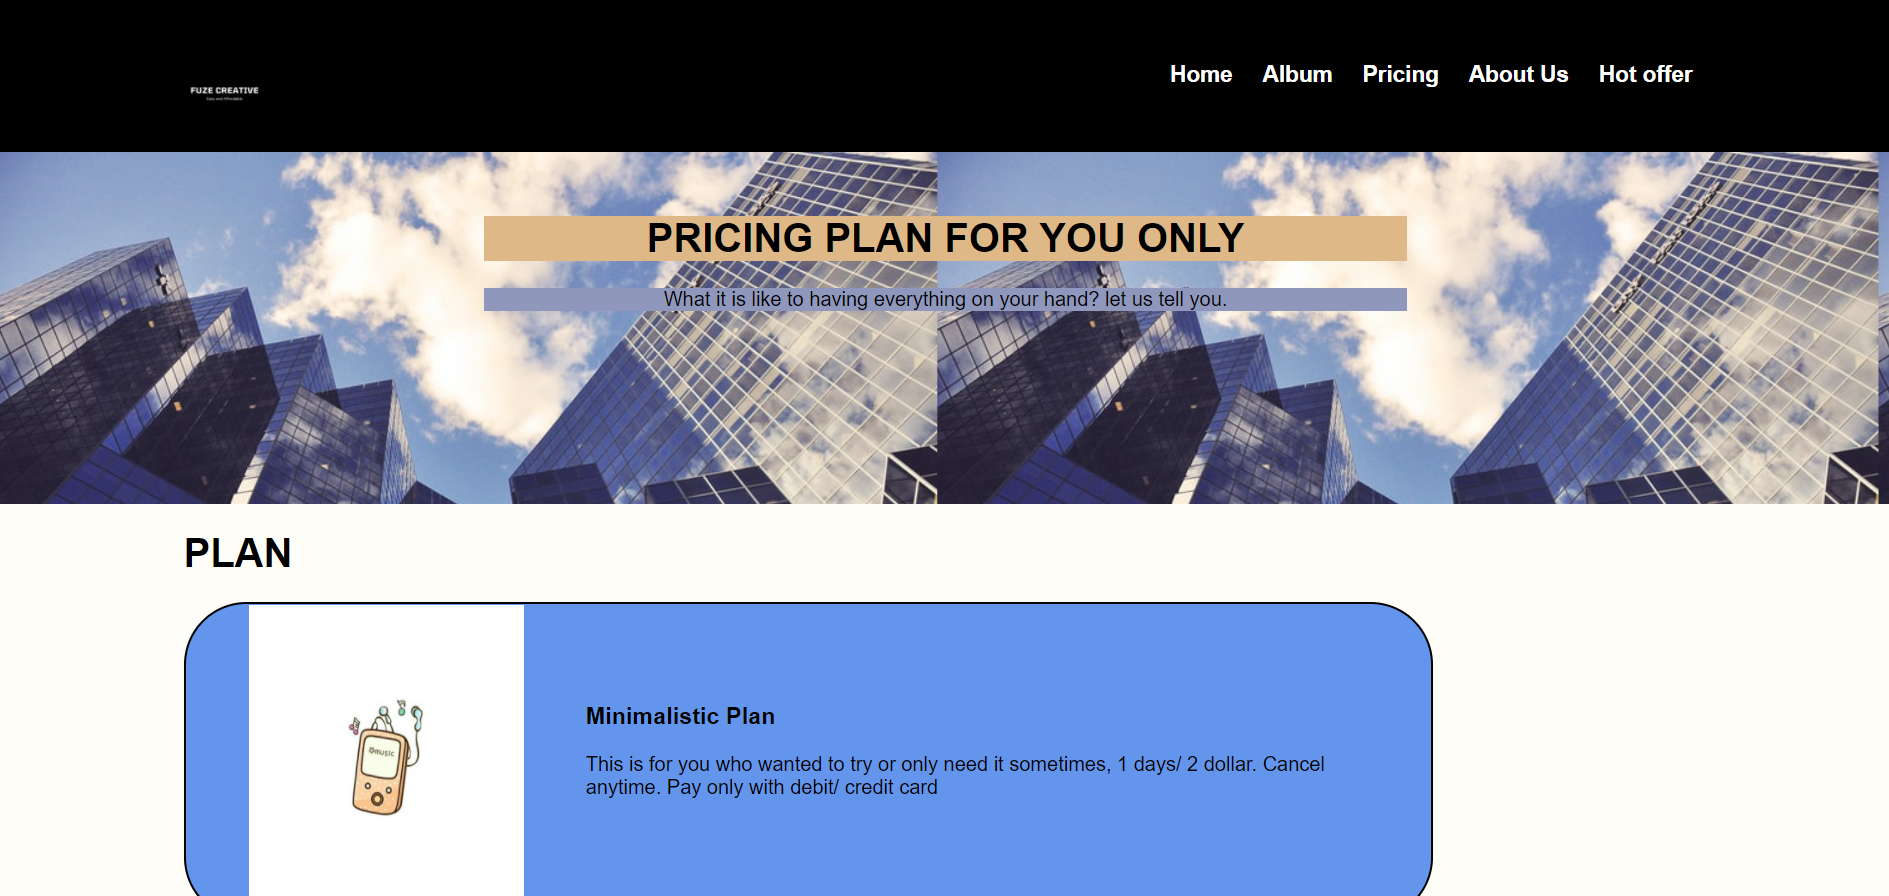 FUZE CREATIVE
Easy and Affordable
Home Album Pricing About Us Hot offer
PRICING PLAN FOR YOU ONLY
What it is like to having everything on your hand? let us tell you.
PLAN
music
Minimalistic Plan
This is for you who wanted to try or only need it sometimes, 1 days/ 2 dollar. Cancel
anytime. Pay only with debit/ credit card